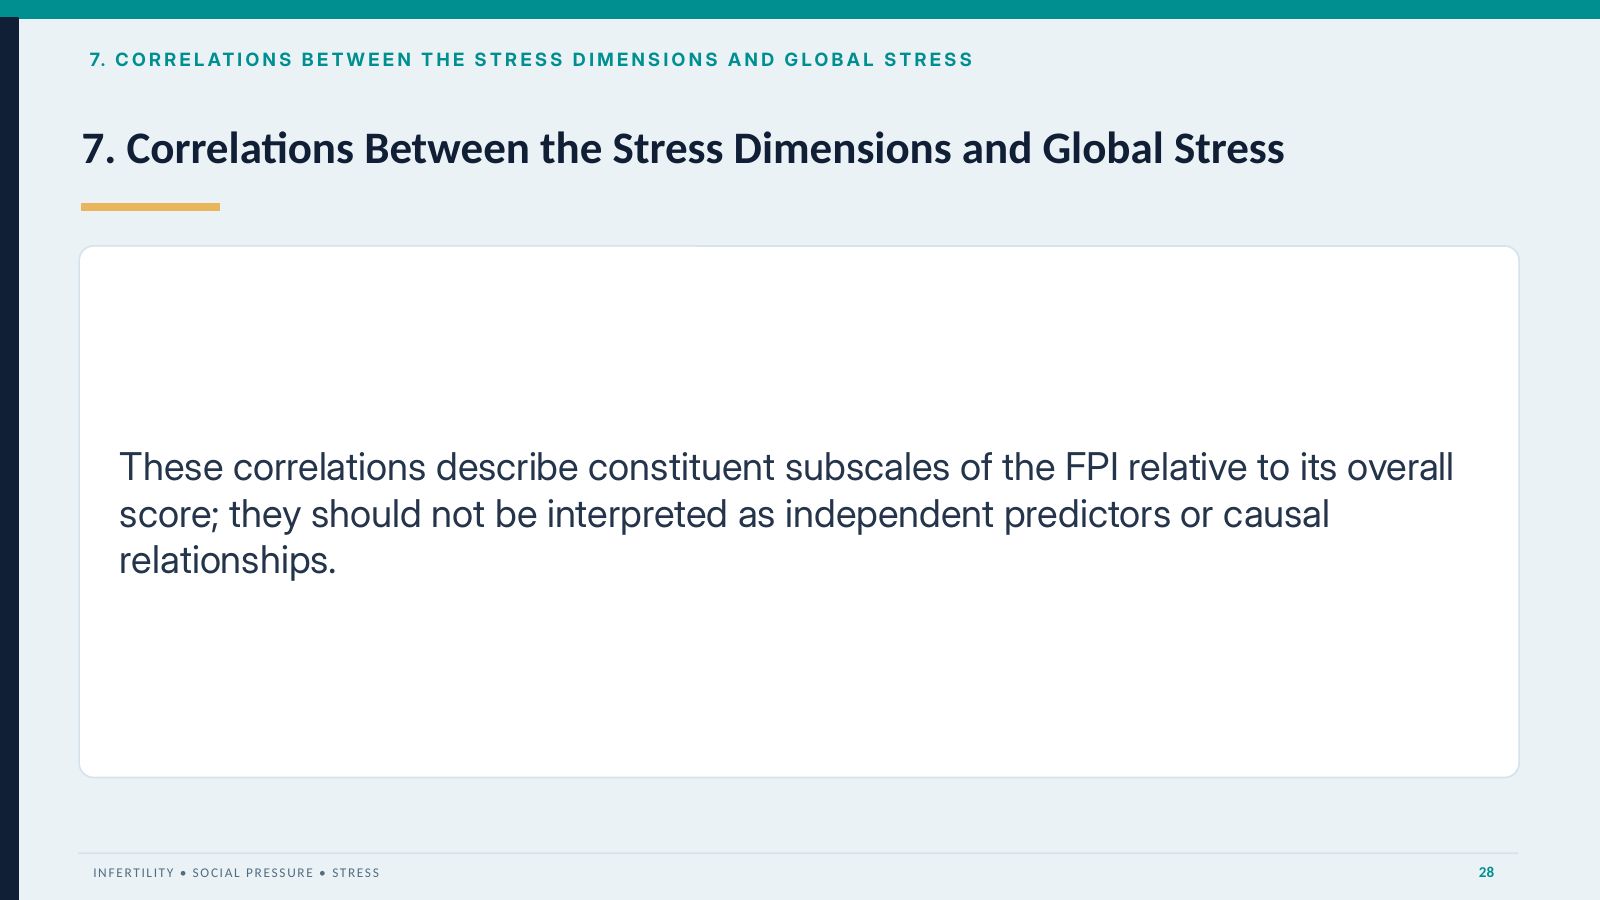 7. CORRELATIONS BETWEEN THE STRESS DIMENSIONS AND GLOBAL STRESS
7. Correlations Between the Stress Dimensions and Global Stress
These correlations describe constituent subscales of the FPI relative to its overall
score; they should not be interpreted as independent predictors or causal
relationships.
INFERTILITY • SOCIAL PRESSURE • STRESS
28